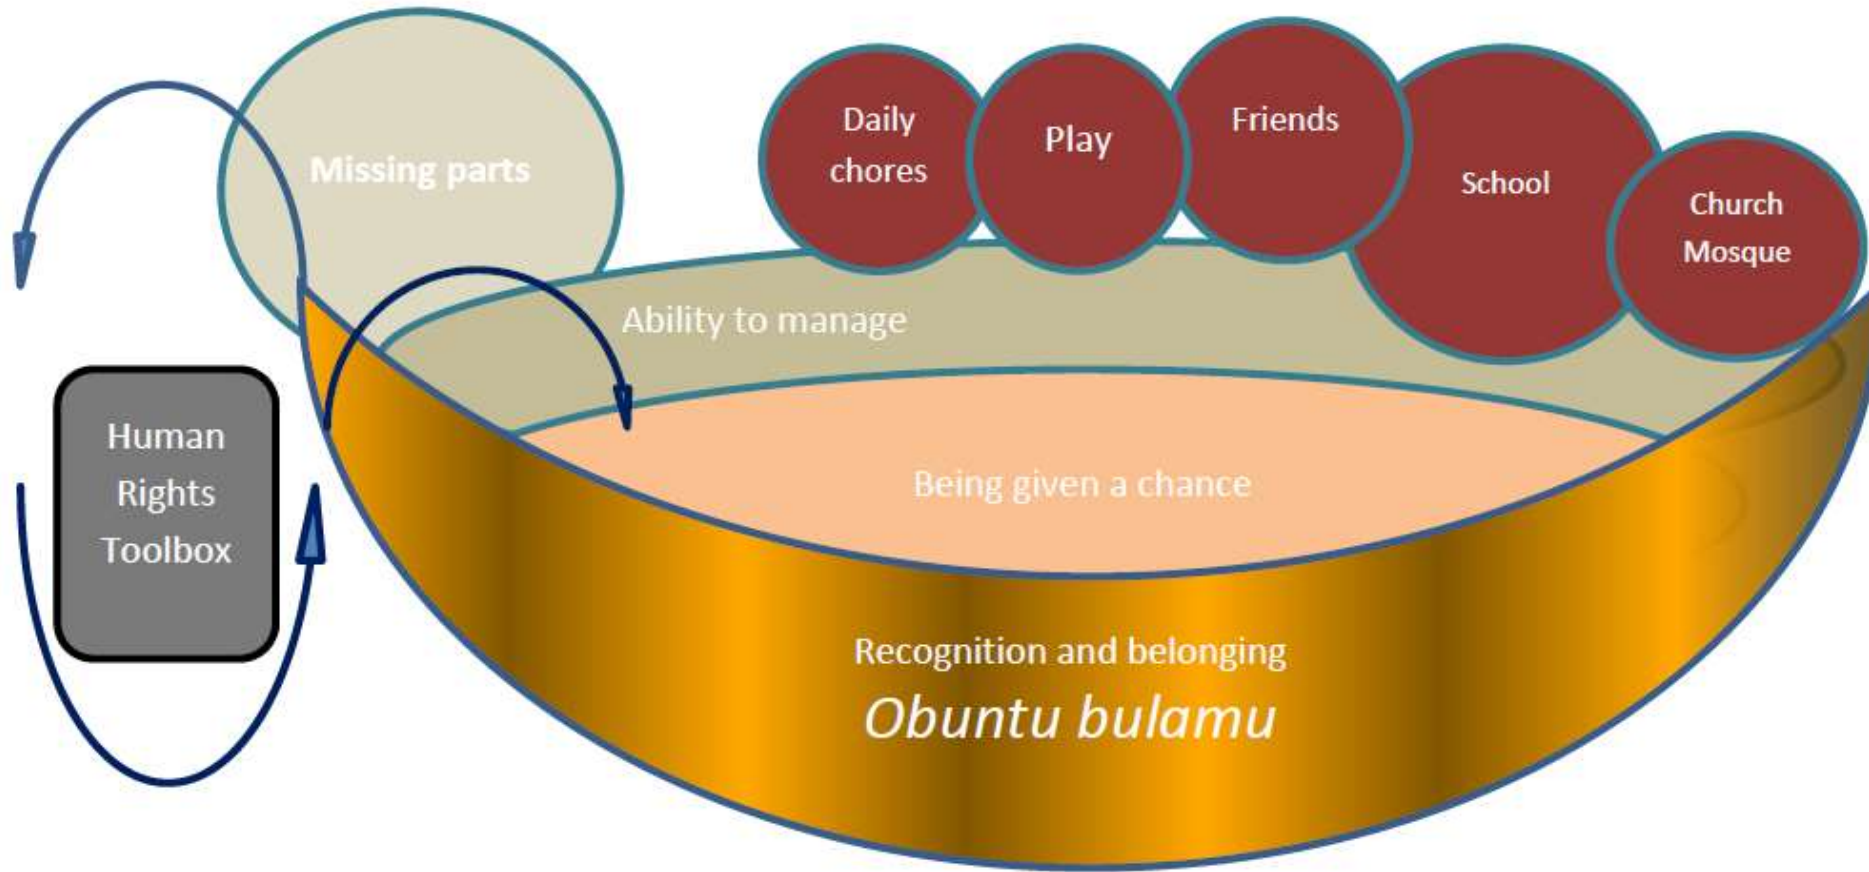 Missing parts
Daily
chores
Play
Friends
School
Church
Mosque
Ability to manage
Human
Rights
Toolbox
Being given a chance
Recognition and belonging
Obuntu bulamu